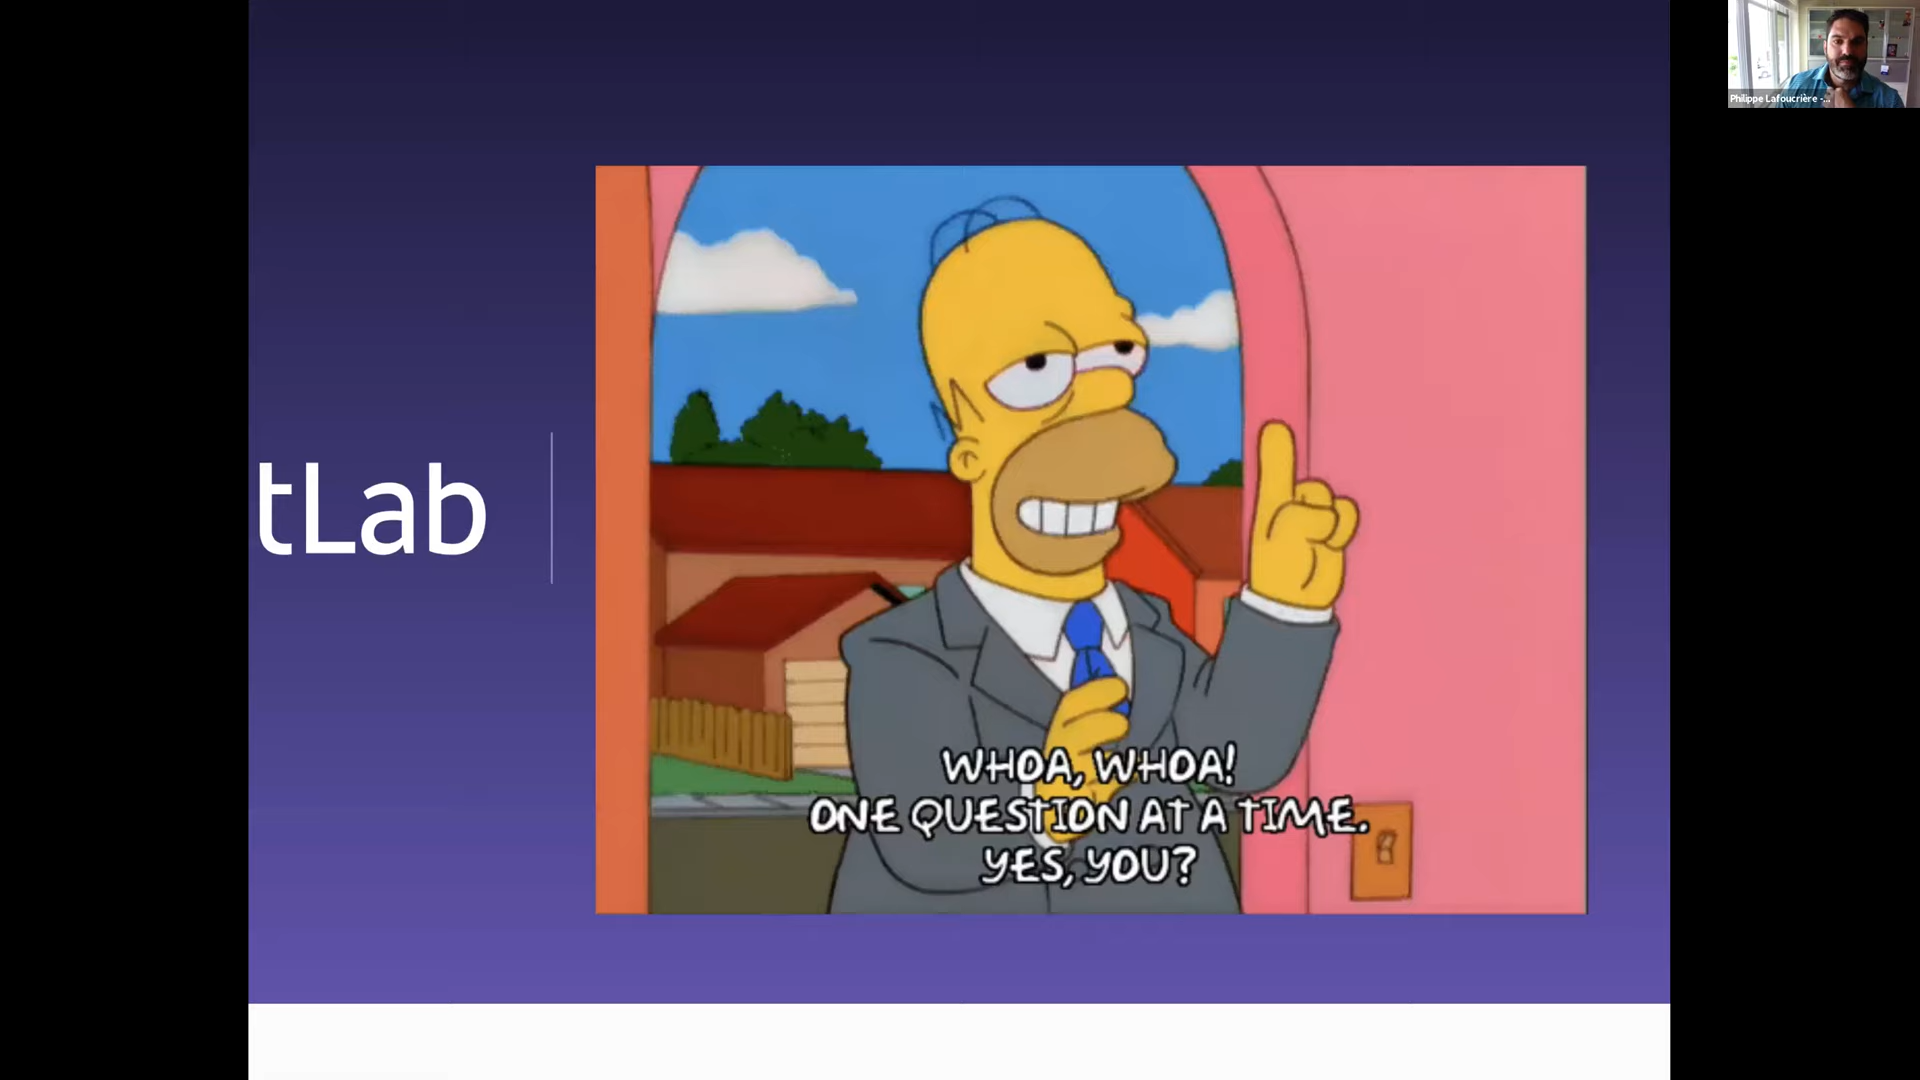 tLab
WHOA, WHOA!
ONE QUESTION AT A TIME.
YES, YOU?
Philippe Lafoucrière -...